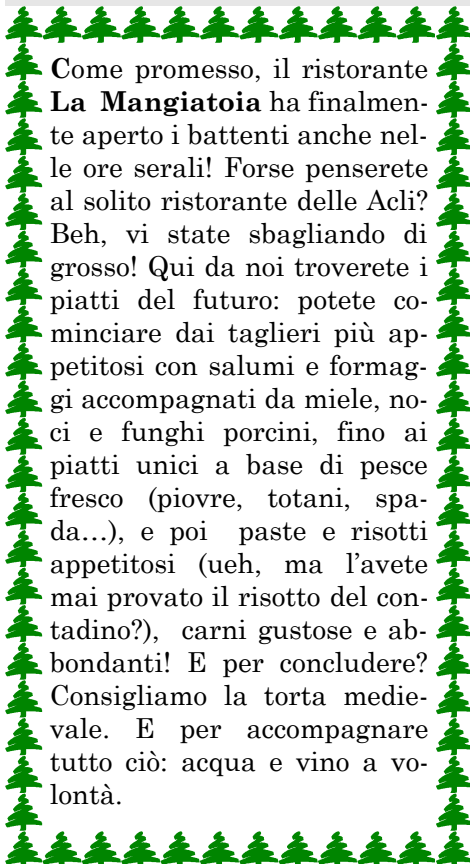 Come promesso, il ristorante
La Mangiatoia ha finalmen-
te aperto i battenti anche nel-
le ore serali! Forse penserete
al solito ristorante delle Acli?
Beh, vi state sbagliando di
grosso! Qui da noi troverete i
piatti del futuro: potete co-
minciare dai taglieri più ap-
petitosi con salumi e formag-
gi accompagnati da miele, no-
ci e funghi porcini, fino ai
piatti unici a base di pesce
fresco (piovre, totani, spa-
da…), e poi paste e risotti
appetitosi (ueh, ma l'avete
mai provato il risotto del con-
tadino?), carni gustose e ab-
bondanti! E per concludere?
Consigliamo la torta medie-
vale. E per accompagnare
tutto ciò: acqua e vino a vo-
lontà.